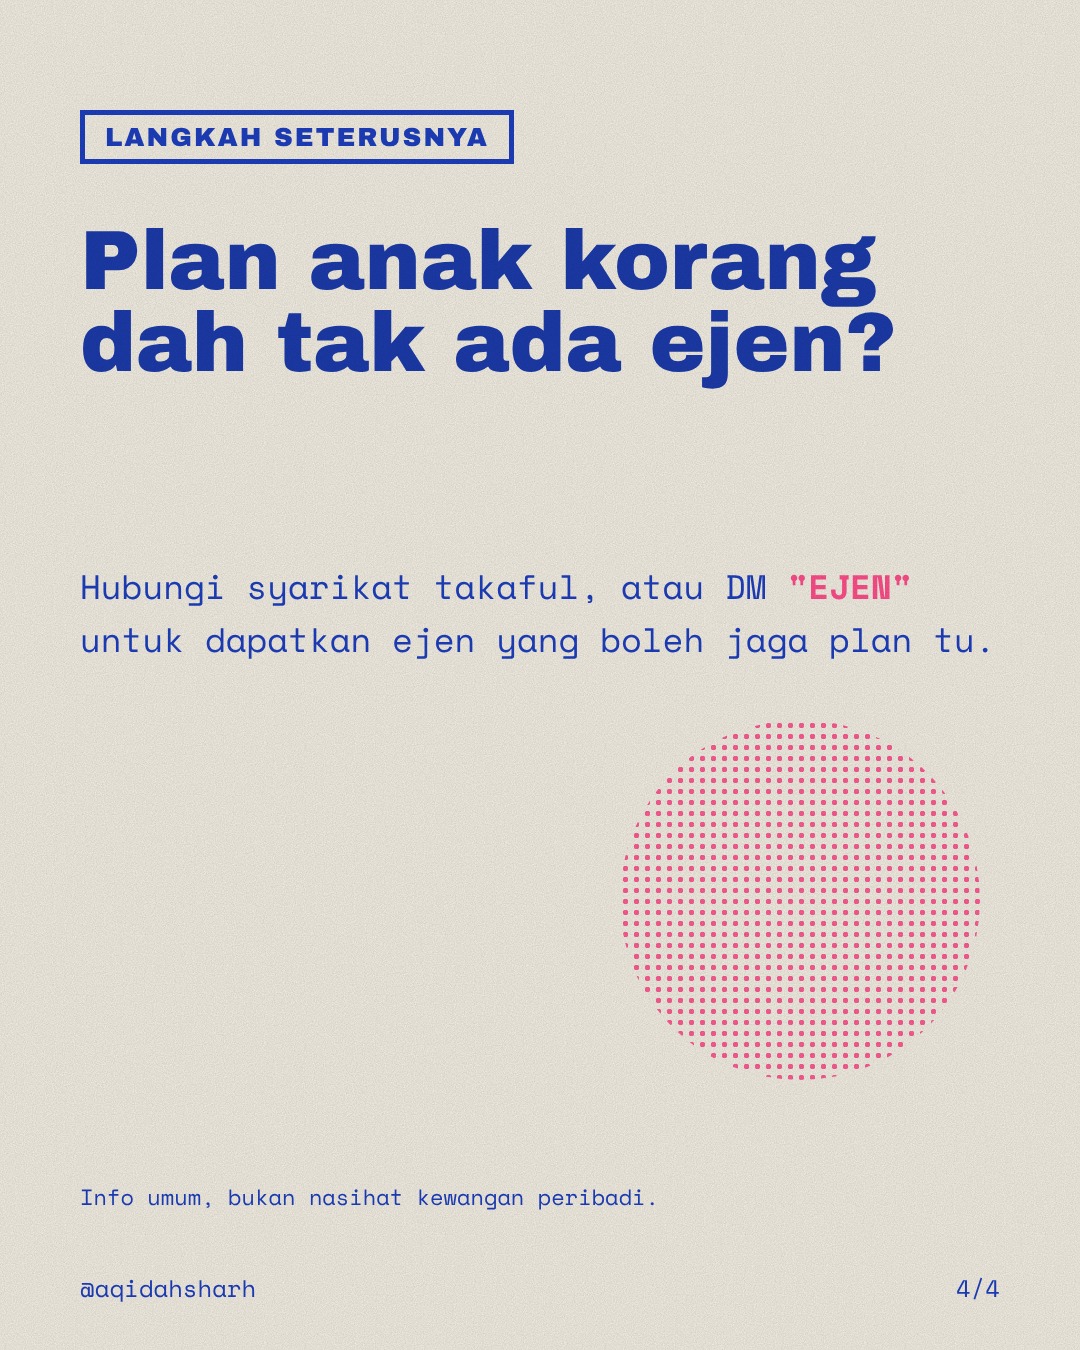 LANGKAH SETERUSNYA
Plan anak korang
dah tak ada ejen?
Hubungi syarikat takaful, atau DM "EJEN"
untuk dapatkan ejen yang boleh jaga plan tu.
Info umum, bukan nasihat kewangan peribadi.
@aqidahsharh
4/4